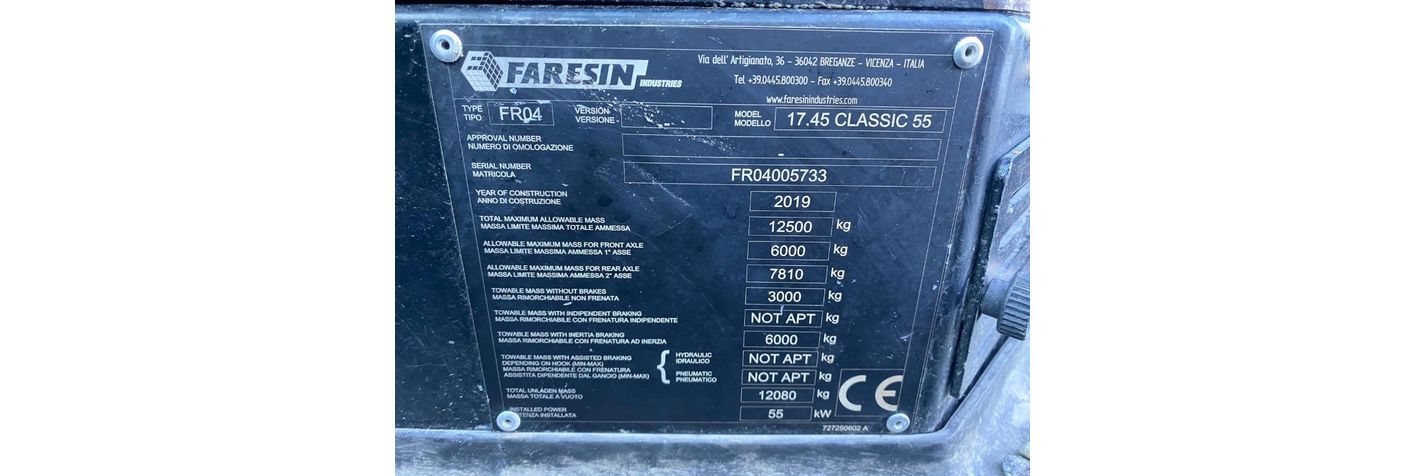 FARESIN INDUSTRIES
Via dell' Artigianato, 36 - 36042 BREGANZE - VICENZA - ITALIA
Tel +39.0445.800300 - Fax +39.0445.800340
www.faresinindustries.com
TYPE
TIPO
FR04
VERSION
VERSIONE
MODEL
MODELLO
17.45 CLASSIC 55
APPROVAL NUMBER
NUMERO DI OMOLOGAZIONE
-
SERIAL NUMBER
MATRICOLA
FR04005733
YEAR OF CONSTRUCTION
ANNO DI COSTRUZIONE
2019
TOTAL MAXIMUM ALLOWABLE MASS
MASSA LIMITE MASSIMA TOTALE AMMESSA
12500 kg
ALLOWABLE MAXIMUM MASS FOR FRONT AXLE
MASSA LIMITE MASSIMA AMMESSA 1° ASSE
6000 kg
ALLOWABLE MAXIMUM MASS FOR REAR AXLE
MASSA LIMITE MASSIMA AMMESSA 2° ASSE
7810 kg
TOWABLE MASS WITHOUT BRAKES
MASSA RIMORCHIABILE NON FRENATA
3000 kg
TOWABLE MASS WITH INDIPENDENT BRAKING
MASSA RIMORCHIABILE CON FRENATURA INDIPENDENTE
NOT APT kg
TOWABLE MASS WITH INERTIA BRAKING
MASSA RIMORCHIABILE CON FRENATURA AD INERZIA
6000 kg
TOWABLE MASS WITH ASSISTED BRAKING
DEPENDING ON HOOK (MIN-MAX)
MASSA RIMORCHIABILE CON FRENATURA
ASSISTITA DIPENDENTE DAL GANCIO (MIN-MAX)
HYDRAULIC
IDRAULICO
NOT APT kg
PNEUMATIC
PNEUMATICO
NOT APT kg
TOTAL UNLADEN MASS
MASSA TOTALE A VUOTO
12080 kg
INSTALLED POWER
POTENZA INSTALLATA
55 kW
CE
727250602 A